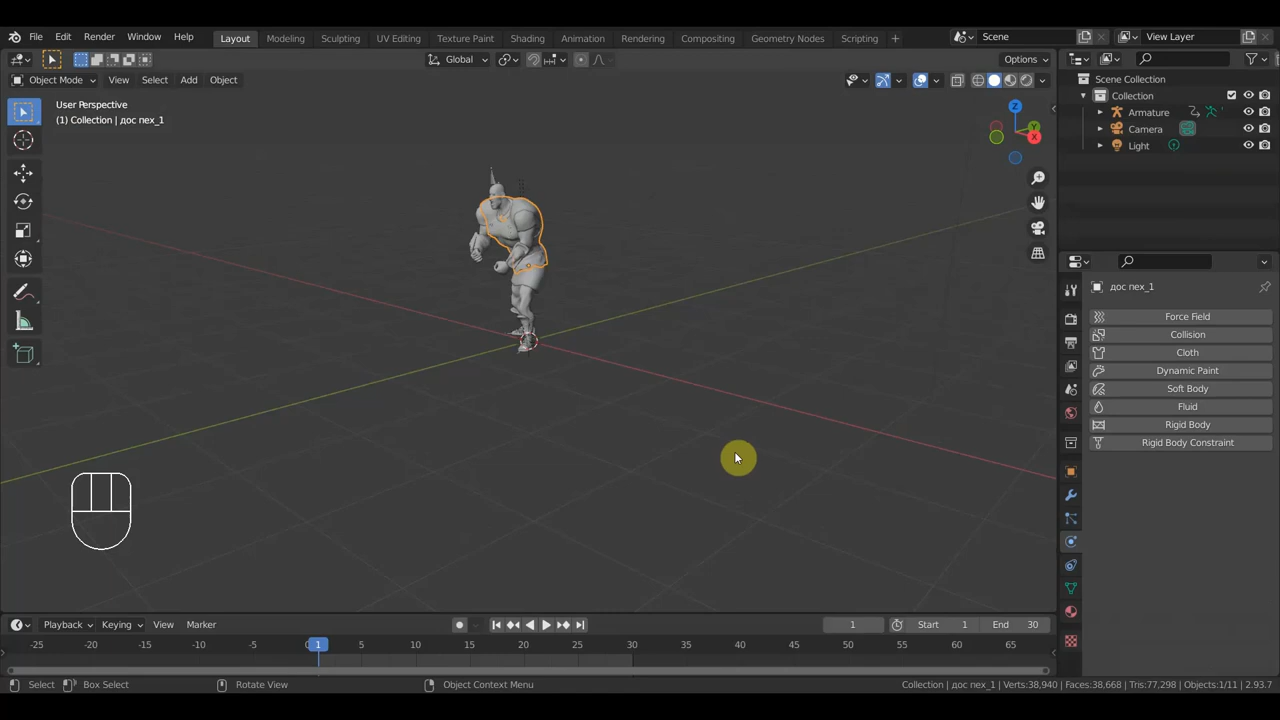 File Edit Render Window Help Layout Modeling Sculpting UV Editing Texture Paint Shading Animation Rendering Compositing Geometry Nodes Scripting + Scene View Layer
Global Options
Object Mode View Select Add Object
User Perspective
(1) Collection | дос пех_1
Z
Y
X
Scene Collection
Collection
Armature
Camera
Light
дос пех_1
Force Field
Collision
Cloth
Dynamic Paint
Soft Body
Fluid
Rigid Body
Rigid Body Constraint
Playback Keying View Marker 1 Start 1 End 30
-25 -20 -15 -10 -5 0 1 5 10 15 20 25 30 35 40 45 50 55 60 65
Select Box Select Rotate View Object Context Menu Collection | дос пех_1 | Verts:38,940 | Faces:38,668 | Tris:77,298 | Objects:1/11 | 2.93.7